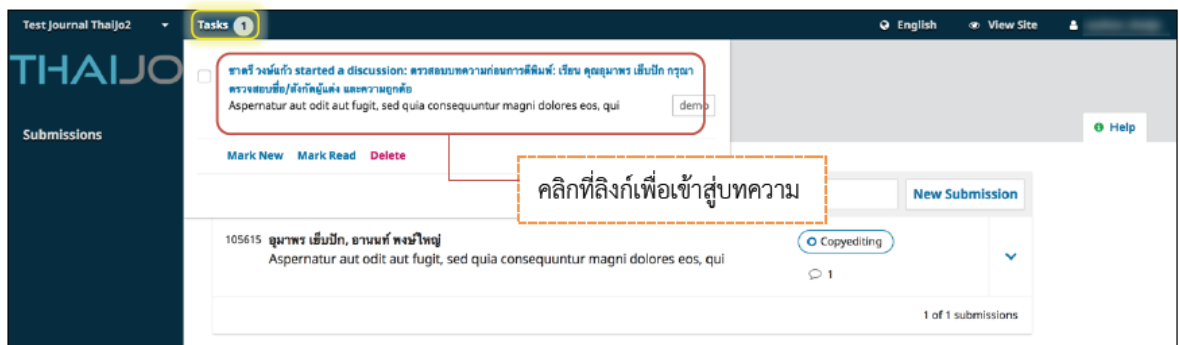 Test Journal ThaiJo2
Tasks 1
English
View Site
THAIJO
Submissions
ชาตรี วงษ์แก้ว started a discussion: ตรวจสอบบทความก่อนการตีพิมพ์: เรียน คุณอุมาพร เย็บปัก กรุณา
ตรวจสอบชื่อ/สังกัดผู้แต่ง และความถูกต้อ
Aspernatur aut odit aut fugit, sed quia consequuntur magni dolores eos, qui
demo
Help
Mark New Mark Read Delete
คลิกที่ลิงก์เพื่อเข้าสู่บทความ
New Submission
105615 อุมาพร เย็บปัก, อานนท์ พงษ์ใหญ่
Copyediting
Aspernatur aut odit aut fugit, sed quia consequuntur magni dolores eos, qui
1
1 of 1 submissions